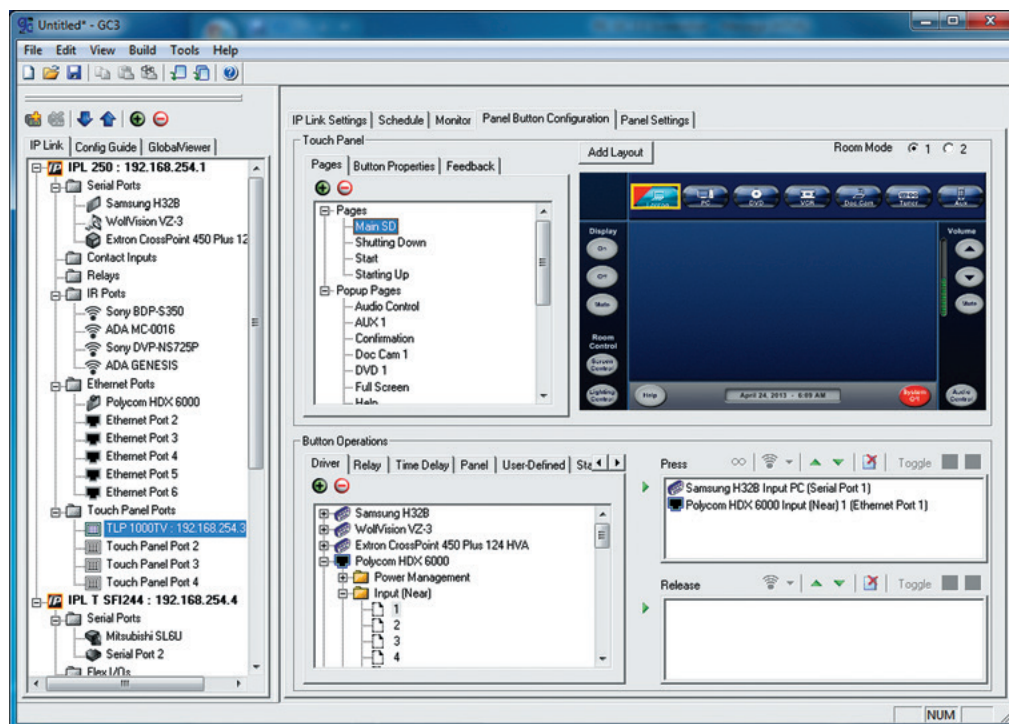 Untitled* - GC3
File Edit View Build Tools Help
IP Link Config Guide GlobalViewer
IPL 250 : 192.168.254.1
Serial Ports
Samsung H32B
WolfVision VZ-3
Extron CrossPoint 450 Plus 12
Contact Inputs
Relays
IR Ports
Sony BDP-S350
ADA MC-0016
Sony DVP-NS725P
ADA GENESIS
Ethernet Ports
Polycom HDX 6000
Ethernet Port 2
Ethernet Port 3
Ethernet Port 4
Ethernet Port 5
Ethernet Port 6
Touch Panel Ports
TLP 1000TV : 192.168.254.3
Touch Panel Port 2
Touch Panel Port 3
Touch Panel Port 4
IPL T SFI244 : 192.168.254.4
Serial Ports
Mitsubishi SL6U
Serial Port 2
Flex I/Os
IP Link Settings Schedule Monitor Panel Button Configuration Panel Settings
Touch Panel
Pages Button Properties Feedback
Pages
Main SD
Shutting Down
Start
Starting Up
Popup Pages
Audio Control
AUX 1
Confirmation
Doc Cam 1
DVD 1
Full Screen
Help
Add Layout
Room Mode 1 2
Laptop PC DVD VCR Doc Cam Tuner Aux
Display
On
Off
Mute
Room
Control
Screen
Control
Lighting
Control
Volume
Mute
Help
April 24, 2013 - 6:09 AM
System
Off
Audio
Control
Button Operations
Driver Relay Time Delay Panel User-Defined Sta
Samsung H32B
WolfVision VZ-3
Extron CrossPoint 450 Plus 124 HVA
Polycom HDX 6000
Power Management
Input (Near)
1
2
3
4
Press Toggle
Samsung H32B Input PC (Serial Port 1)
Polycom HDX 6000 Input (Near) 1 (Ethernet Port 1)
Release Toggle
NUM